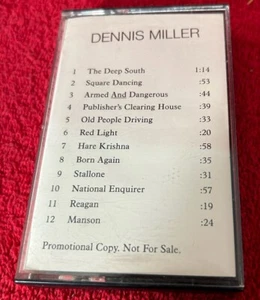 DENNIS MILLER
1 The Deep South 1:14
2 Square Dancing :53
3 Armed And Dangerous :44
4 Publisher's Clearing House :39
5 Old People Driving :33
6 Red Light :20
7 Hare Krishna :58
8 Born Again :35
9 Stallone :31
10 National Enquirer :57
11 Reagan :19
12 Manson :24
Promotional Copy. Not For Sale.